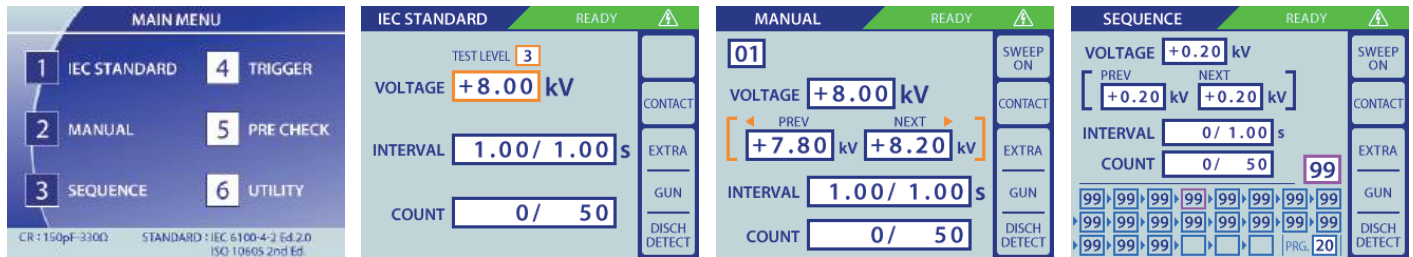 MAIN MENU
1 IEC STANDARD 4 TRIGGER
2 MANUAL 5 PRE CHECK
3 SEQUENCE 6 UTILITY
CR : 150pF-330Ω STANDARD : IEC 6100-4-2 Ed.2.0
ISO 10605 2nd Ed.
IEC STANDARD READY
TEST LEVEL 3
VOLTAGE +8.00 kV
INTERVAL 1.00/ 1.00 s
COUNT 0/ 50
CONTACT
EXTRA
GUN
DISCH
DETECT
MANUAL READY
01
VOLTAGE +8.00 kV
PREV NEXT
+7.80 kV +8.20 kV
INTERVAL 1.00/ 1.00 s
COUNT 0/ 50
SWEEP
ON
CONTACT
EXTRA
GUN
DISCH
DETECT
SEQUENCE READY
VOLTAGE +0.20 kV
PREV NEXT
+0.20 kV +0.20 kV
INTERVAL 0/ 1.00 s
COUNT 0/ 50
99
99 99 99 99 99 99 99 99
99 99 99 99 99 99 99 99
99 99 99 PRG. 20
SWEEP
ON
CONTACT
EXTRA
GUN
DISCH
DETECT